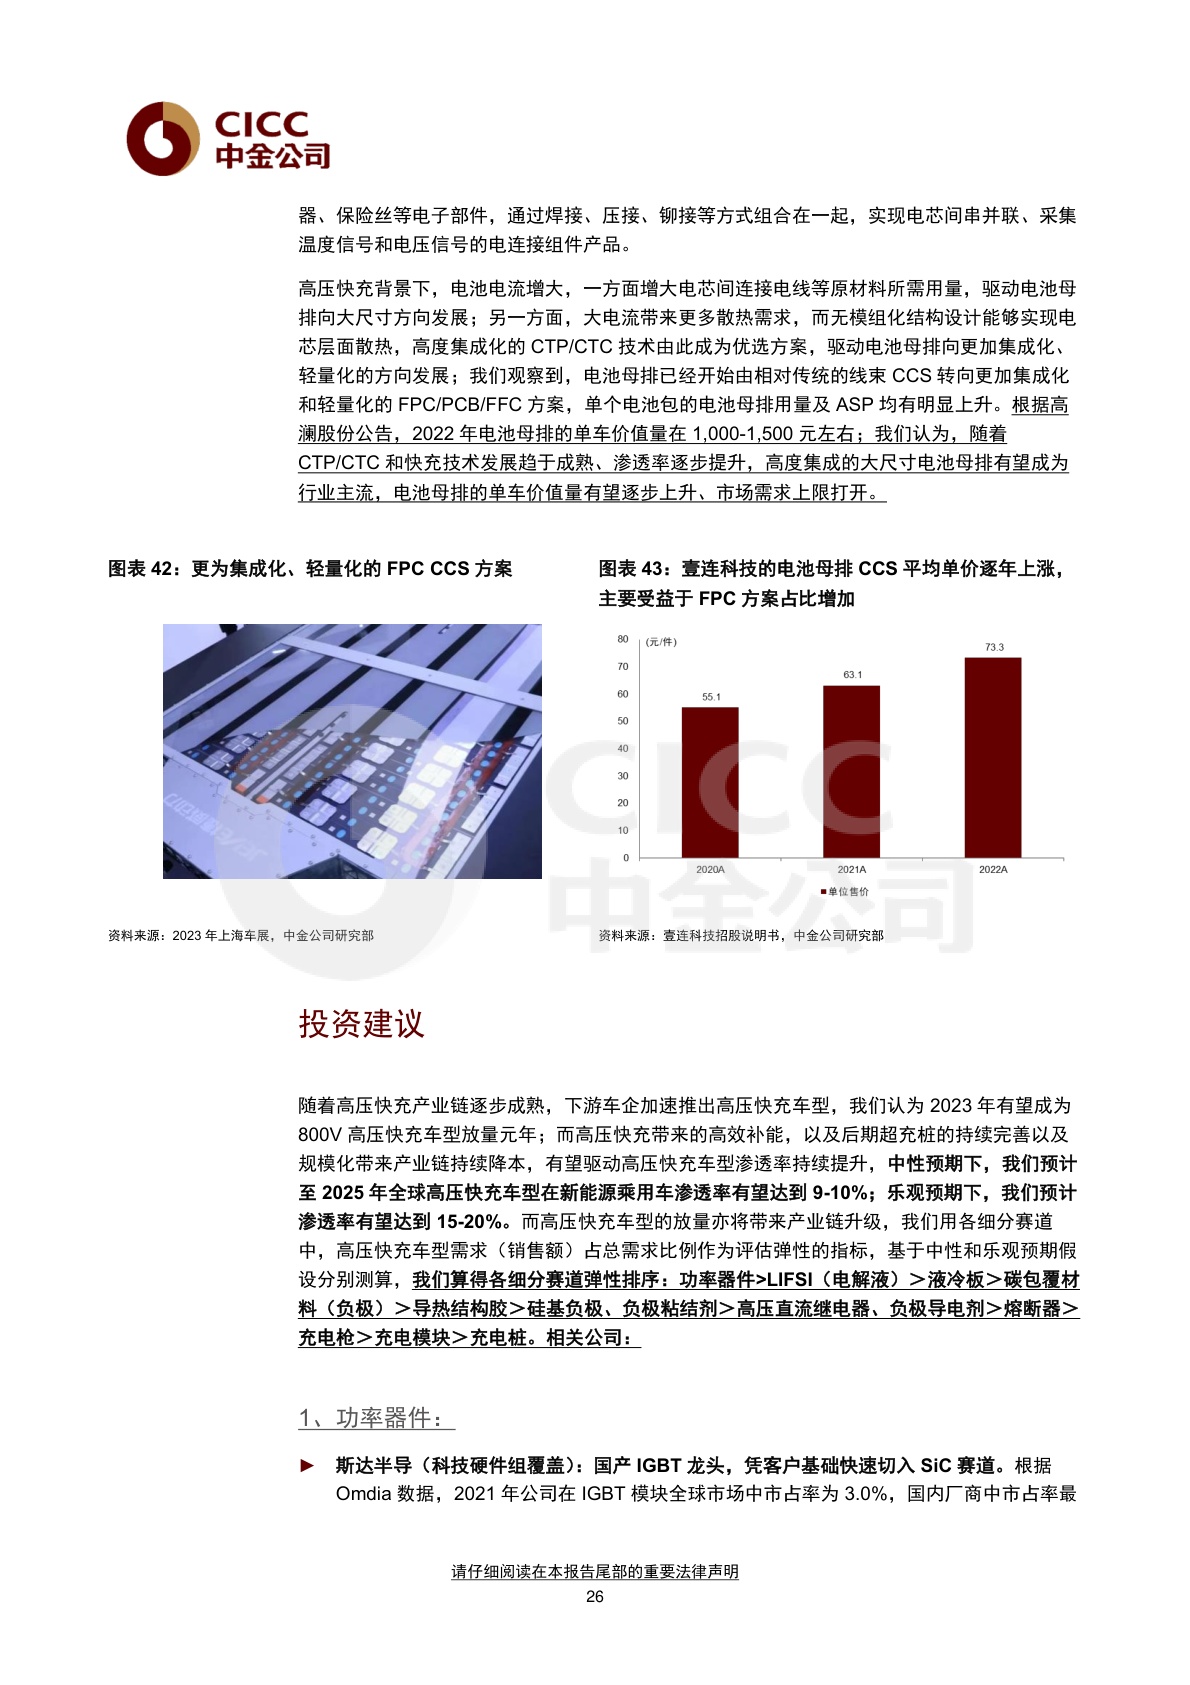 CICC
中金公司
器、保险丝等电子部件，通过焊接、压接、铆接等方式组合在一起，实现电芯间串并联、采集
温度信号和电压信号的电连接组件产品。
高压快充背景下，电池电流增大，一方面增大电芯间连接电线等原材料所需用量，驱动电池母
排向大尺寸方向发展；另一方面，大电流带来更多散热需求，而无模组化结构设计能够实现电
芯层面散热，高度集成化的 CTP/CTC 技术由此成为优选方案，驱动电池母排向更加集成化、
轻量化的方向发展；我们观察到，电池母排已经开始由相对传统的线束 CCS 转向更加集成化
和轻量化的 FPC/PCB/FFC 方案，单个电池包的电池母排用量及 ASP 均有明显上升。根据高
澜股份公告，2022 年电池母排的单车价值量在 1,000-1,500 元左右；我们认为，随着
CTP/CTC 和快充技术发展趋于成熟、渗透率逐步提升，高度集成的大尺寸电池母排有望成为
行业主流，电池母排的单车价值量有望逐步上升、市场需求上限打开。
图表 42：更为集成化、轻量化的 FPC CCS 方案
图表 43：壹连科技的电池母排 CCS 平均单价逐年上涨，
主要受益于 FPC 方案占比增加
80
(元/件)
70
60
50
40
30
20
10
0
55.1
63.1
73.3
2020A
2021A
2022A
单位售价
CICC
中金公司
资料来源：2023 年上海车展，中金公司研究部
资料来源：壹连科技招股说明书，中金公司研究部
投资建议
随着高压快充产业链逐步成熟，下游车企加速推出高压快充车型，我们认为 2023 年有望成为
800V 高压快充车型放量元年；而高压快充带来的高效补能，以及后期超充桩的持续完善以及
规模化带来产业链持续降本，有望驱动高压快充车型渗透率持续提升，中性预期下，我们预计
至 2025 年全球高压快充车型在新能源乘用车渗透率有望达到 9-10%；乐观预期下，我们预计
渗透率有望达到 15-20%。而高压快充车型的放量亦将带来产业链升级，我们用各细分赛道
中，高压快充车型需求（销售额）占总需求比例作为评估弹性的指标，基于中性和乐观预期假
设分别测算，我们算得各细分赛道弹性排序：功率器件>LIFSI（电解液）＞液冷板＞碳包覆材
料（负极）＞导热结构胶＞硅基负极、负极粘结剂＞高压直流继电器、负极导电剂＞熔断器＞
充电枪＞充电模块＞充电桩。相关公司：
1、功率器件：
► 斯达半导（科技硬件组覆盖）：国产 IGBT 龙头，凭客户基础快速切入 SiC 赛道。根据
Omdia 数据，2021 年公司在 IGBT 模块全球市场中市占率为 3.0%，国内厂商中市占率最
请仔细阅读在本报告尾部的重要法律声明
26